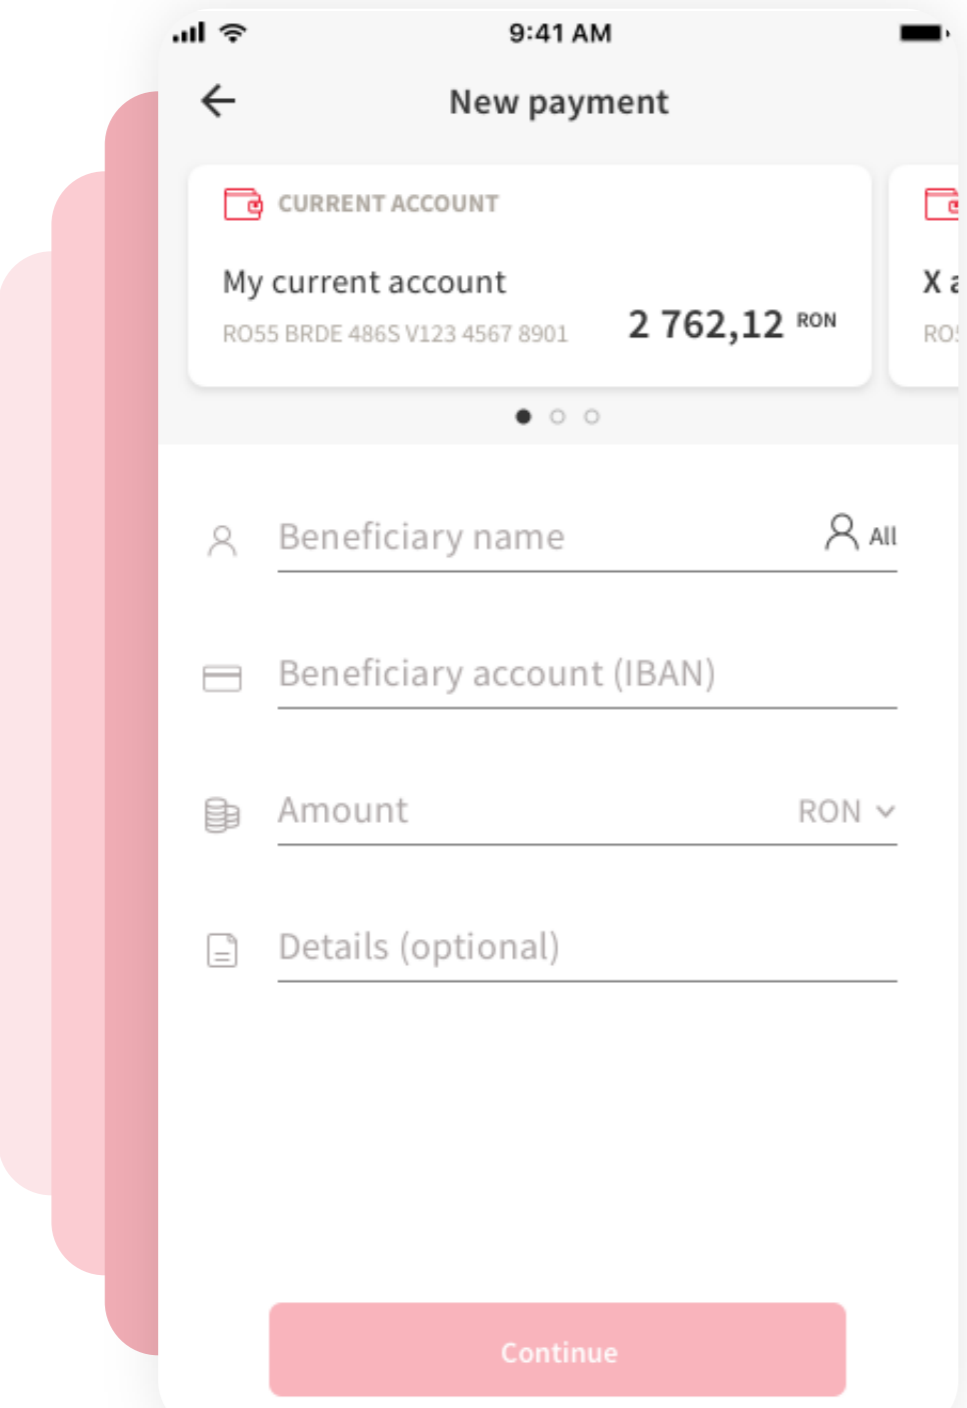 9:41 AM
New payment
CURRENT ACCOUNT
My current account
RO55 BRDE 486S V123 4567 8901
2 762,12 RON
X
Beneficiary name
All
Beneficiary account (IBAN)
Amount
RON
Details (optional)
Continue